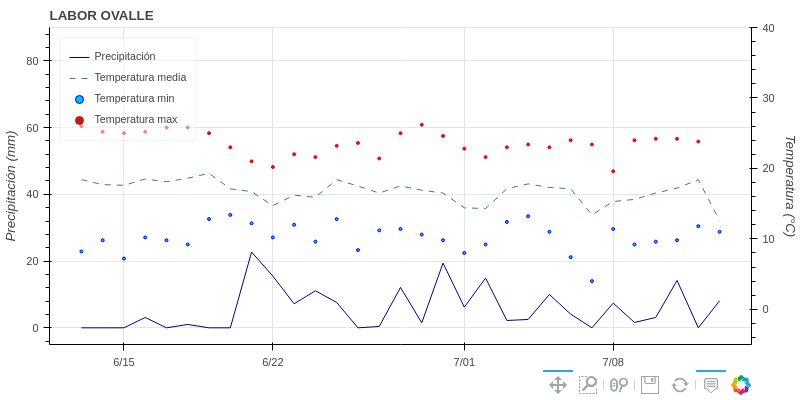 LABOR OVALLE
Precipitación
Temperatura media
Temperatura min
Temperatura max
Precipitación (mm)
80
60
40
20
0
Temperatura (°C)
40
30
20
10
0
6/15
6/22
7/01
7/08